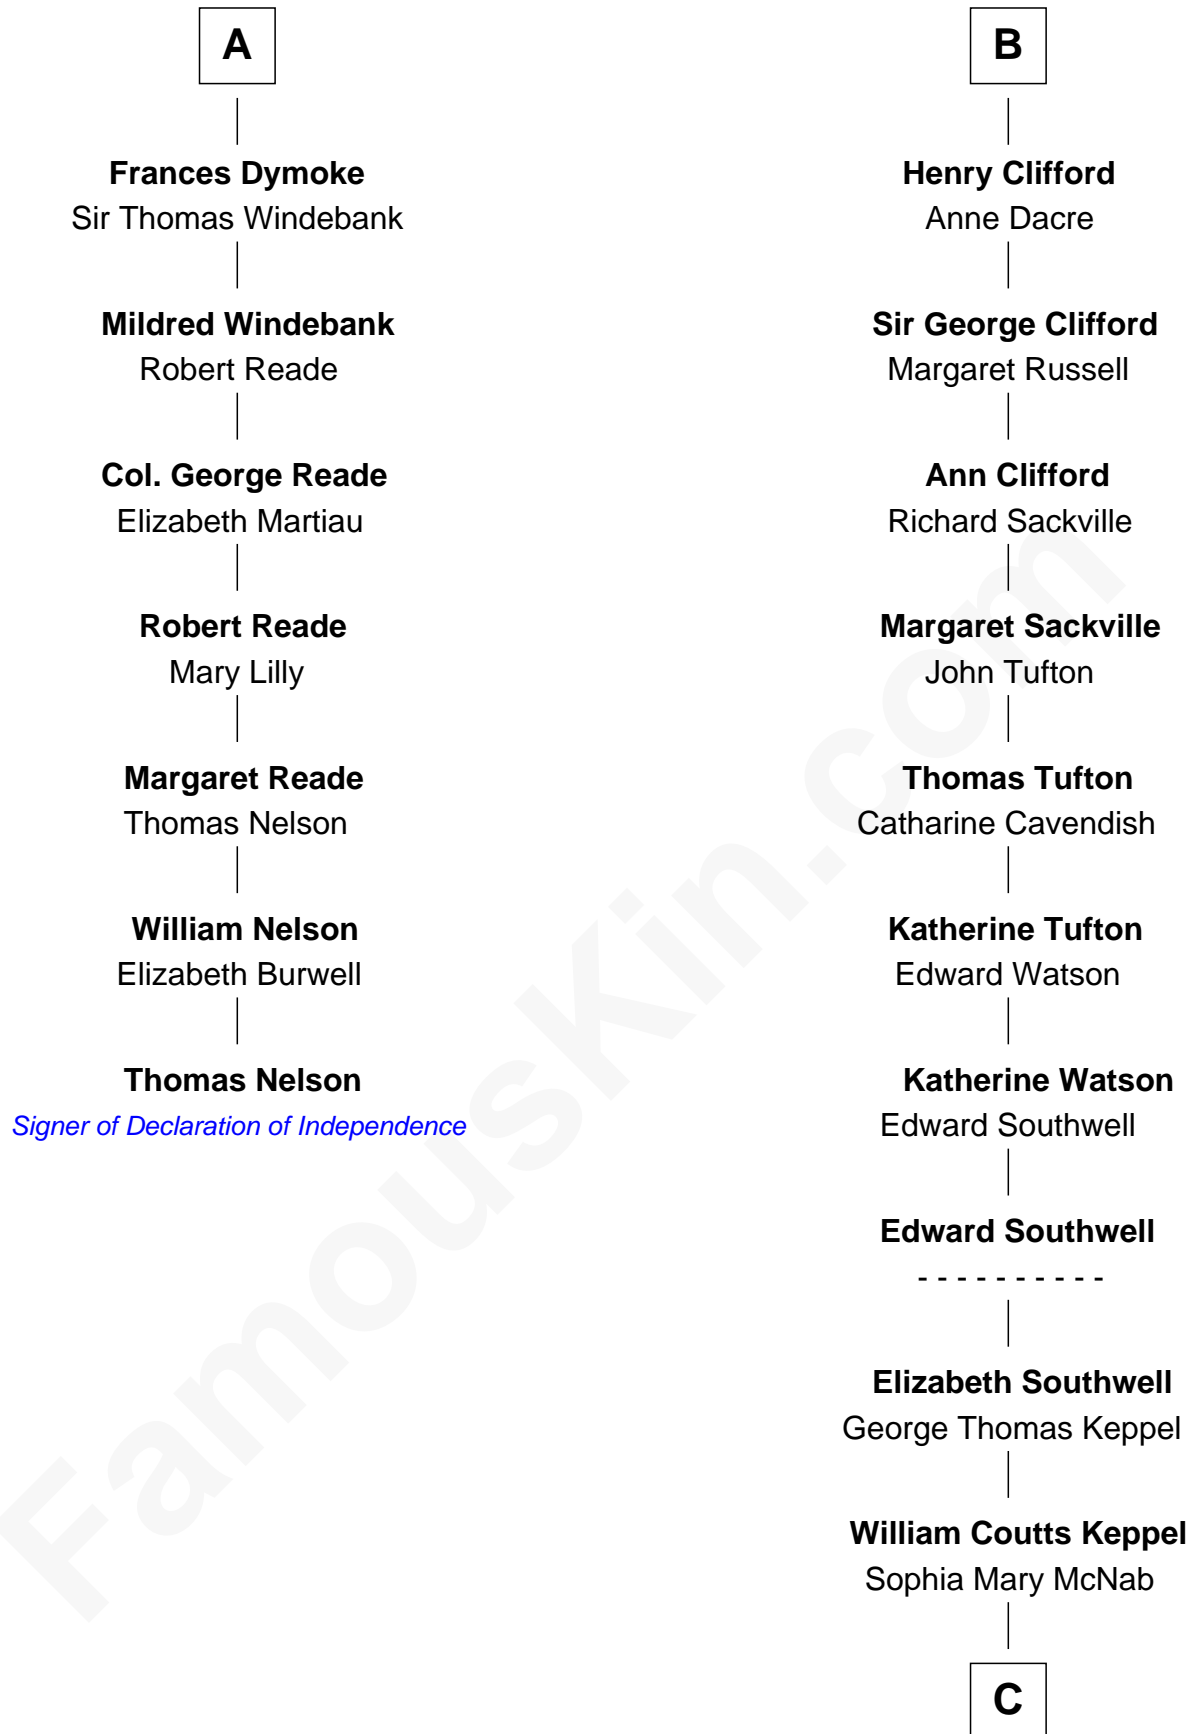 A
Frances Dymoke
Sir Thomas Windebank
Mildred Windebank
Robert Reade
Col. George Reade
Elizabeth Martiau
Robert Reade
Mary Lilly
Margaret Reade
Thomas Nelson
William Nelson
Elizabeth Burwell
Thomas Nelson
Signer of Declaration of Independence
B
Henry Clifford
Anne Dacre
Sir George Clifford
Margaret Russell
Ann Clifford
Richard Sackville
Margaret Sackville
John Tufton
Thomas Tufton
Catharine Cavendish
Katherine Tufton
Edward Watson
Katherine Watson
Edward Southwell
Edward Southwell
- - - - - - - - - -
Elizabeth Southwell
George Thomas Keppel
William Coutts Keppel
Sophia Mary McNab
C
FamousKin.com